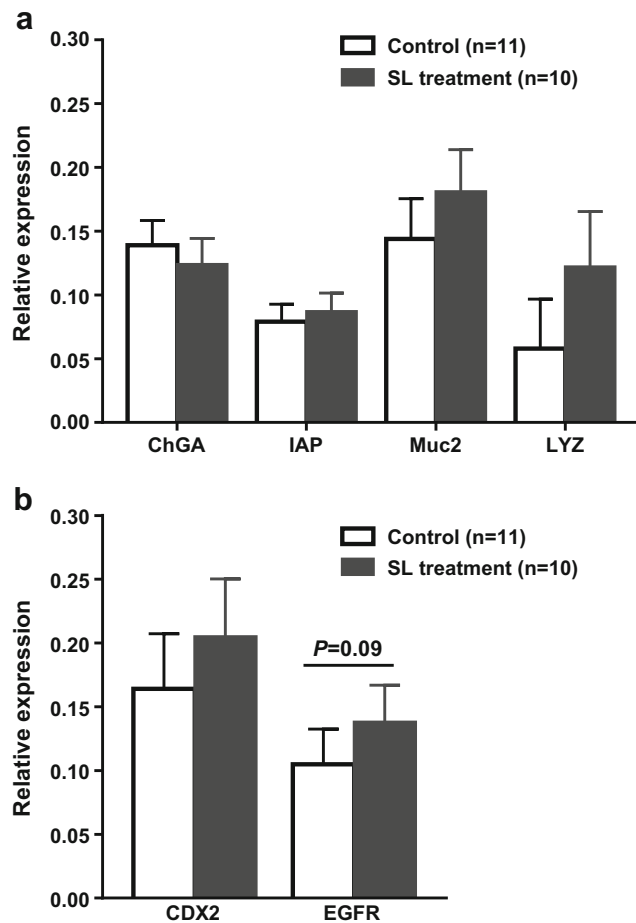 a
0.30
0.25
0.20
0.15
0.10
0.05
0.00
Relative expression
Control (n=11)
SL treatment (n=10)
ChGA IAP Muc2 LYZ
b
0.30
0.25
0.20
0.15
0.10
0.05
0.00
Relative expression
Control (n=11)
SL treatment (n=10)
P=0.09
CDX2 EGFR